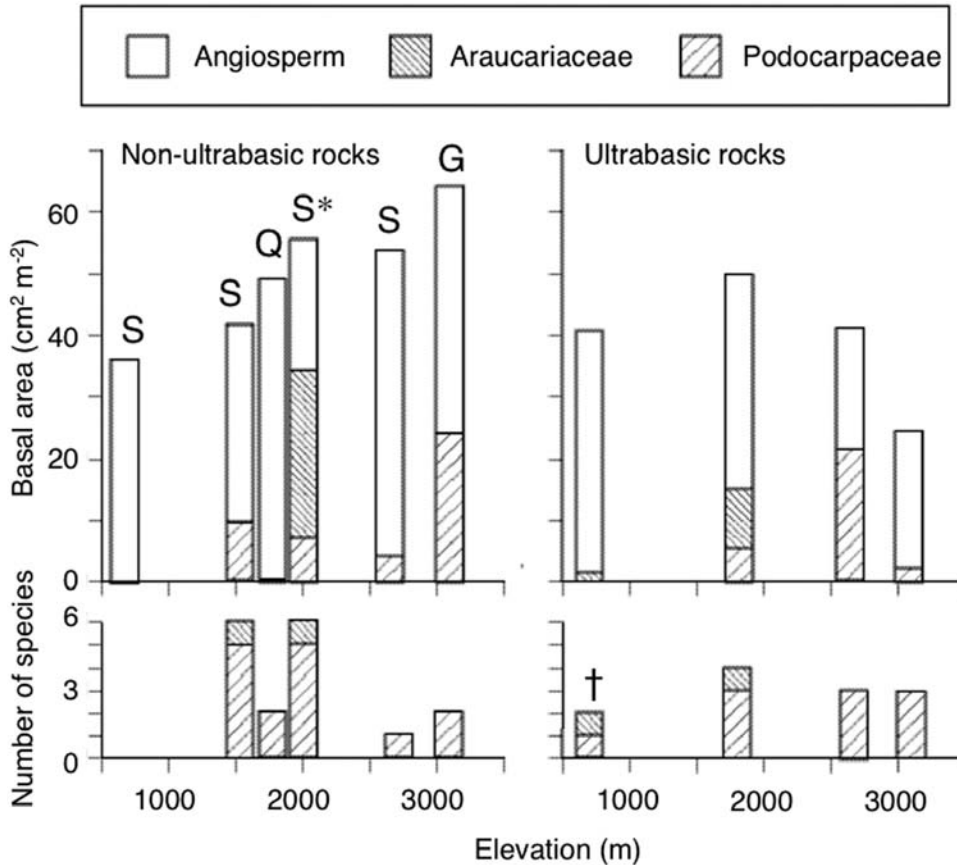 Angiosperm Araucariaceae Podocarpaceae
Non-ultrabasic rocks
Ultrabasic rocks
G
S*
S
Q
S
S
60
40
20
0
Basal area (cm² m⁻²)
6
3
0
†
Number of species
1000 2000 3000
1000 2000 3000
Elevation (m)